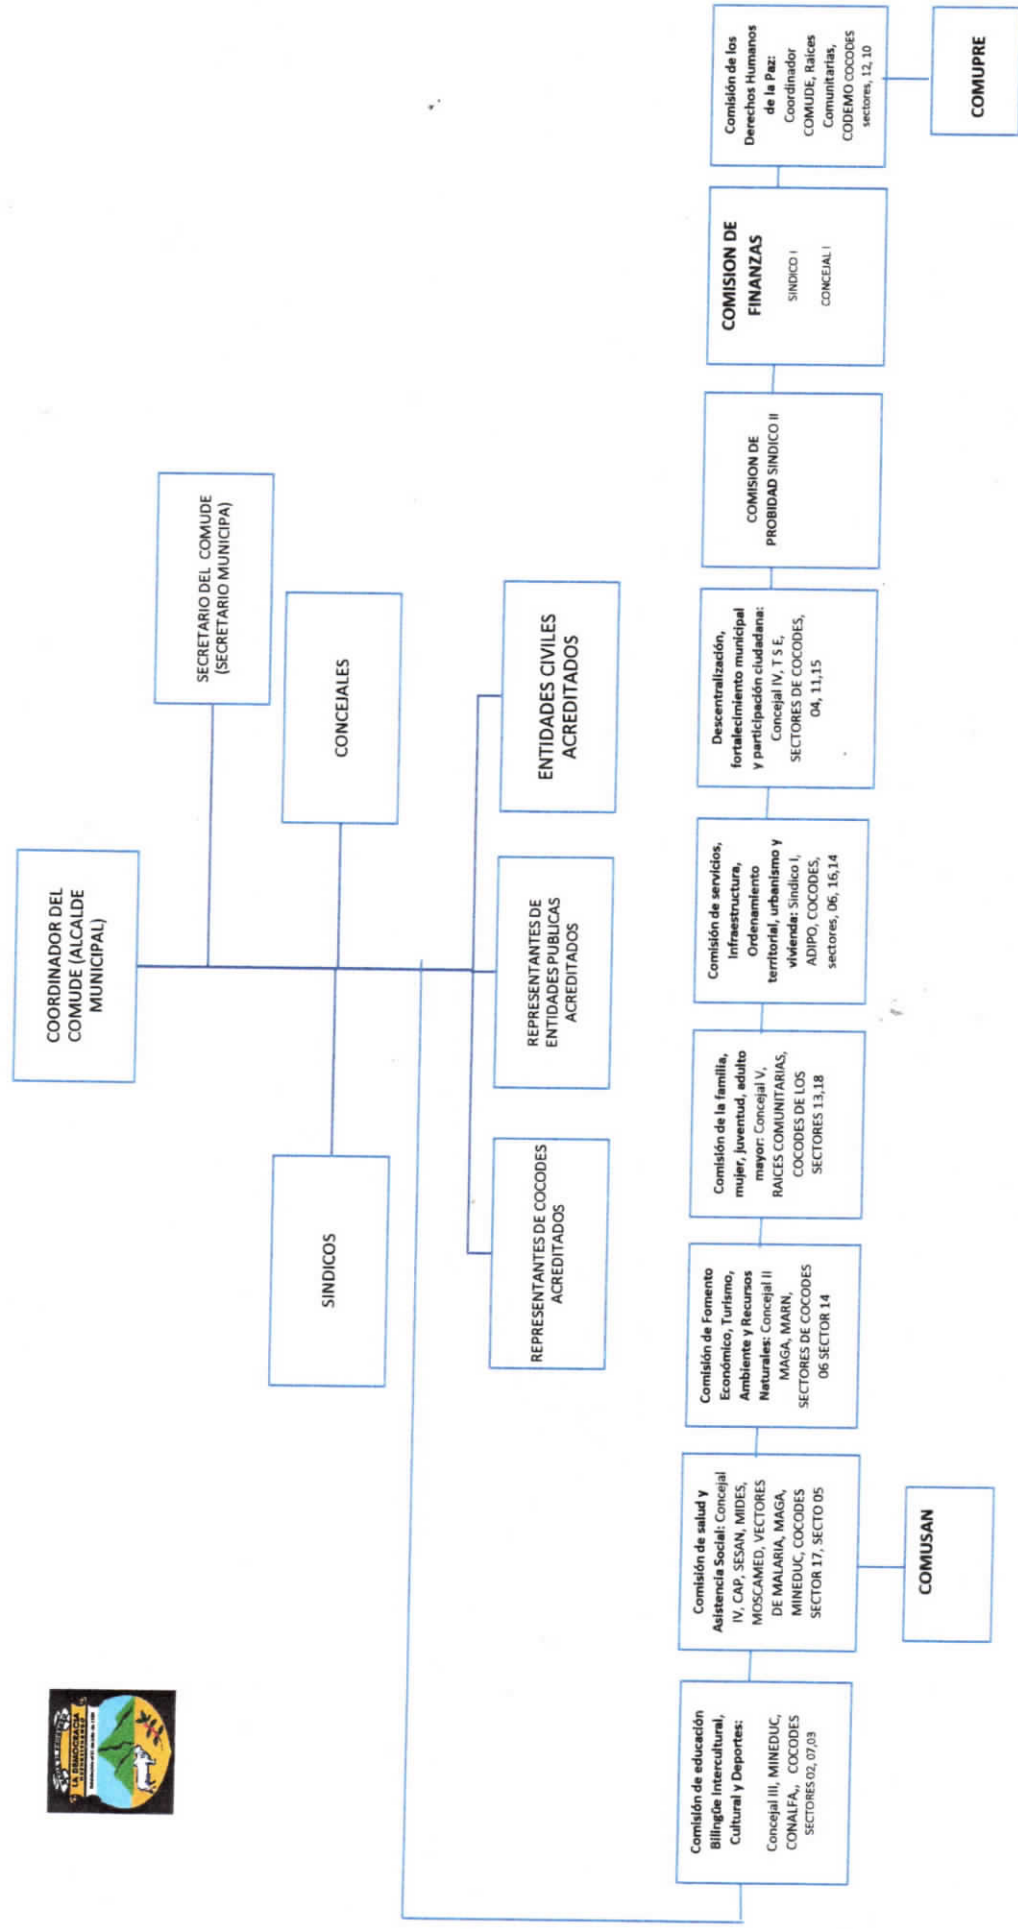 LA DEMOCRACIA
COORDINADOR DEL
COMUDE (ALCALDE
MUNICIPAL)
SECRETARIO DEL COMUDE
(SECRETARIO MUNICIPA)
SINDICOS
CONCEJALES
REPRESENTANTES DE COCODES
ACREDITADOS
REPRESENTANTES DE
ENTIDADES PUBLICAS
ACREDITADOS
ENTIDADES CIVILES
ACREDITADOS
Comisión de educación
Bilingüe Intercultural,
Cultural y Deportes:
Concejal III, MINEDUC,
CONALFA,, COCODES
SECTORES 02, 07,03
Comisión de salud y
Asistencia Social: Concejal
IV, CAP, SESAN, MIDES,
MOSCAMED, VECTORES
DE MALARIA, MAGA,
MINEDUC, COCODES
SECTOR 17, SECTO 05
COMUSAN
Comisión de Fomento
Económico, Turismo,
Ambiente y Recursos
Naturales: Concejal II
MAGA, MARN,
SECTORES DE COCODES
06 SECTOR 14
Comisión de la familia,
mujer, juventud, adulto
mayor: Concejal V,
RAICES COMUNITARIAS,
COCODES DE LOS
SECTORES 13,18
Comisión de servicios,
Infraestructura,
Ordenamiento
territorial, urbanismo y
vivienda: Sindico I,
ADIPO, COCODES,
sectores, 06, 16,14
Descentralización,
fortalecimiento municipal
y participación ciudadana:
Concejal IV, T S E,
SECTORES DE COCODES,
04, 11,15
COMISION DE
PROBIDAD SINDICO II
COMISION DE
FINANZAS
SINDICO I
CONCEJAL I
Comisión de los
Derechos Humanos
de la Paz:
Coordinador
COMUDE, Raices
Comunitarias,
CODEMO COCODES
sectores, 12, 10
COMUPRE